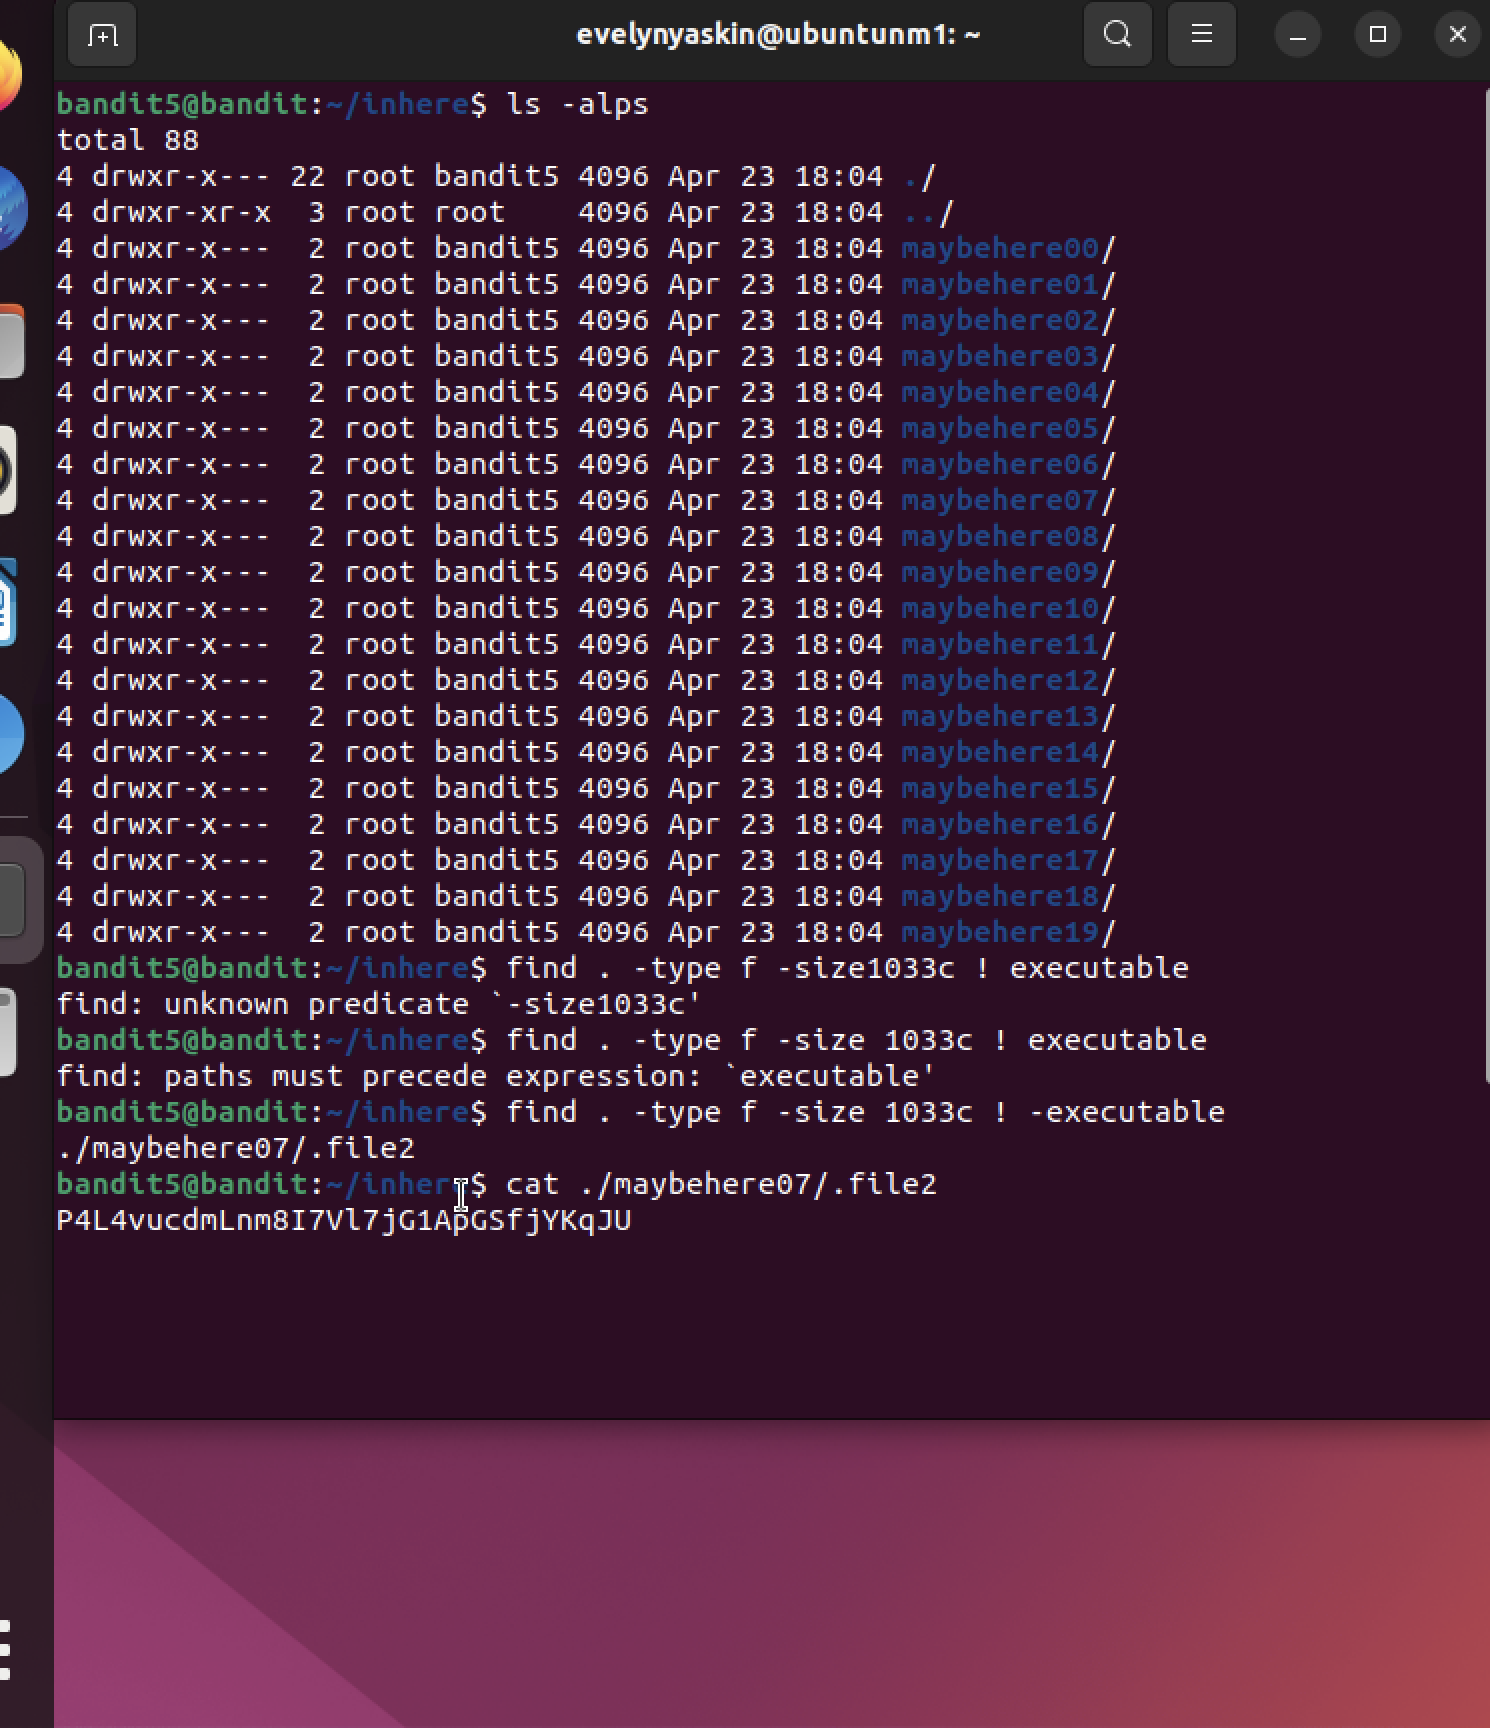 evelynyaskin@ubuntunm1: ~
bandit5@bandit:~/inhere$ ls -alps
total 88
4 drwxr-x--- 22 root bandit5 4096 Apr 23 18:04 ./
4 drwxr-xr-x  3 root root    4096 Apr 23 18:04 ../
4 drwxr-x---  2 root bandit5 4096 Apr 23 18:04 maybehere00/
4 drwxr-x---  2 root bandit5 4096 Apr 23 18:04 maybehere01/
4 drwxr-x---  2 root bandit5 4096 Apr 23 18:04 maybehere02/
4 drwxr-x---  2 root bandit5 4096 Apr 23 18:04 maybehere03/
4 drwxr-x---  2 root bandit5 4096 Apr 23 18:04 maybehere04/
4 drwxr-x---  2 root bandit5 4096 Apr 23 18:04 maybehere05/
4 drwxr-x---  2 root bandit5 4096 Apr 23 18:04 maybehere06/
4 drwxr-x---  2 root bandit5 4096 Apr 23 18:04 maybehere07/
4 drwxr-x---  2 root bandit5 4096 Apr 23 18:04 maybehere08/
4 drwxr-x---  2 root bandit5 4096 Apr 23 18:04 maybehere09/
4 drwxr-x---  2 root bandit5 4096 Apr 23 18:04 maybehere10/
4 drwxr-x---  2 root bandit5 4096 Apr 23 18:04 maybehere11/
4 drwxr-x---  2 root bandit5 4096 Apr 23 18:04 maybehere12/
4 drwxr-x---  2 root bandit5 4096 Apr 23 18:04 maybehere13/
4 drwxr-x---  2 root bandit5 4096 Apr 23 18:04 maybehere14/
4 drwxr-x---  2 root bandit5 4096 Apr 23 18:04 maybehere15/
4 drwxr-x---  2 root bandit5 4096 Apr 23 18:04 maybehere16/
4 drwxr-x---  2 root bandit5 4096 Apr 23 18:04 maybehere17/
4 drwxr-x---  2 root bandit5 4096 Apr 23 18:04 maybehere18/
4 drwxr-x---  2 root bandit5 4096 Apr 23 18:04 maybehere19/
bandit5@bandit:~/inhere$ find . -type f -size1033c ! executable
find: unknown predicate `-size1033c'
bandit5@bandit:~/inhere$ find . -type f -size 1033c ! executable
find: paths must precede expression: `executable'
bandit5@bandit:~/inhere$ find . -type f -size 1033c ! -executable
./maybehere07/.file2
bandit5@bandit:~/inhere$ cat ./maybehere07/.file2
P4L4vucdmLnm8I7Vl7jG1ApGSfjYKqJU